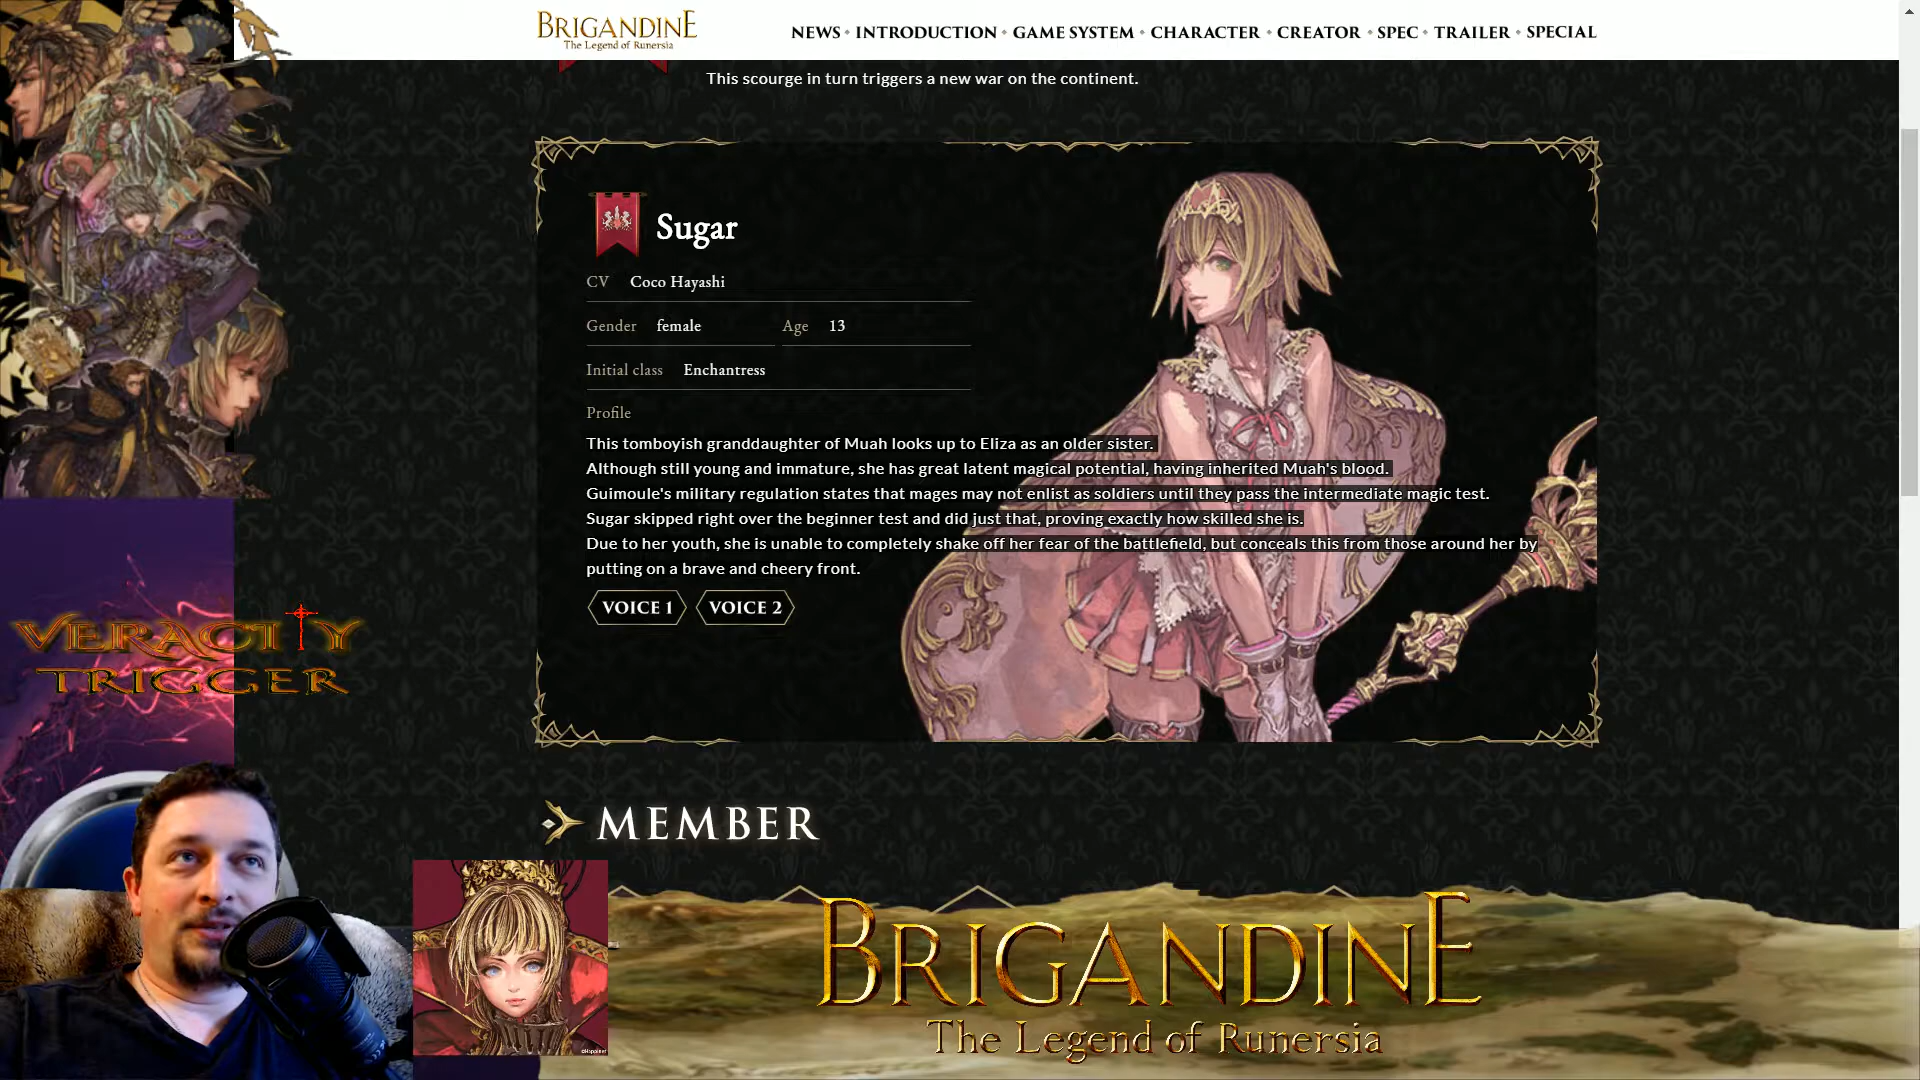 BRIGANDINE
The Legend of Runersia
NEWS INTRODUCTION GAME SYSTEM CHARACTER CREATOR SPEC TRAILER SPECIAL
This scourge in turn triggers a new war on the continent.
Sugar
CV Coco Hayashi
Gender female Age 13
Initial class Enchantress
Profile
This tomboyish granddaughter of Muah looks up to Eliza as an older sister.
Although still young and immature, she has great latent magical potential, having inherited Muah's blood.
Guimoule's military regulation states that mages may not enlist as soldiers until they pass the intermediate magic test.
Sugar skipped right over the beginner test and did just that, proving exactly how skilled she is.
Due to her youth, she is unable to completely shake off her fear of the battlefield, but conceals this from those around her by
putting on a brave and cheery front.
VOICE 1 VOICE 2
VERACITY
TRIGGER
MEMBER
©Happinet
BRIGANDINE
The Legend of Runersia